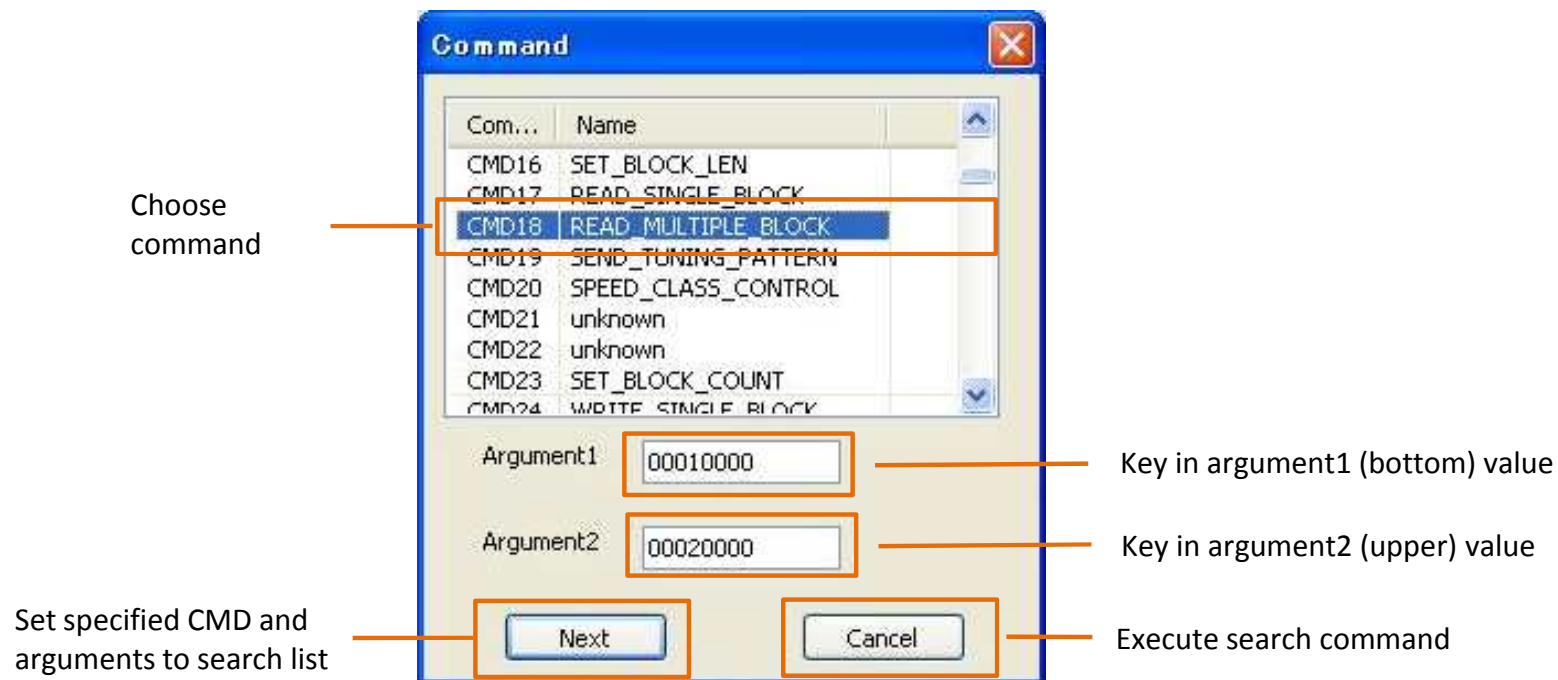 Command
Com... Name
CMD16 SET_BLOCK_LEN
CMD17 READ_SINGLE_BLOCK
Choose
command
CMD18 READ_MULTIPLE_BLOCK
CMD19 SEND_TUNING_PATTERN
CMD20 SPEED_CLASS_CONTROL
CMD21 unknown
CMD22 unknown
CMD23 SET_BLOCK_COUNT
CMD24 WRITE_SINGLE_BLOCK
Argument1 00010000
Key in argument1 (bottom) value
Argument2 00020000
Key in argument2 (upper) value
Set specified CMD and
arguments to search list
Next
Cancel
Execute search command